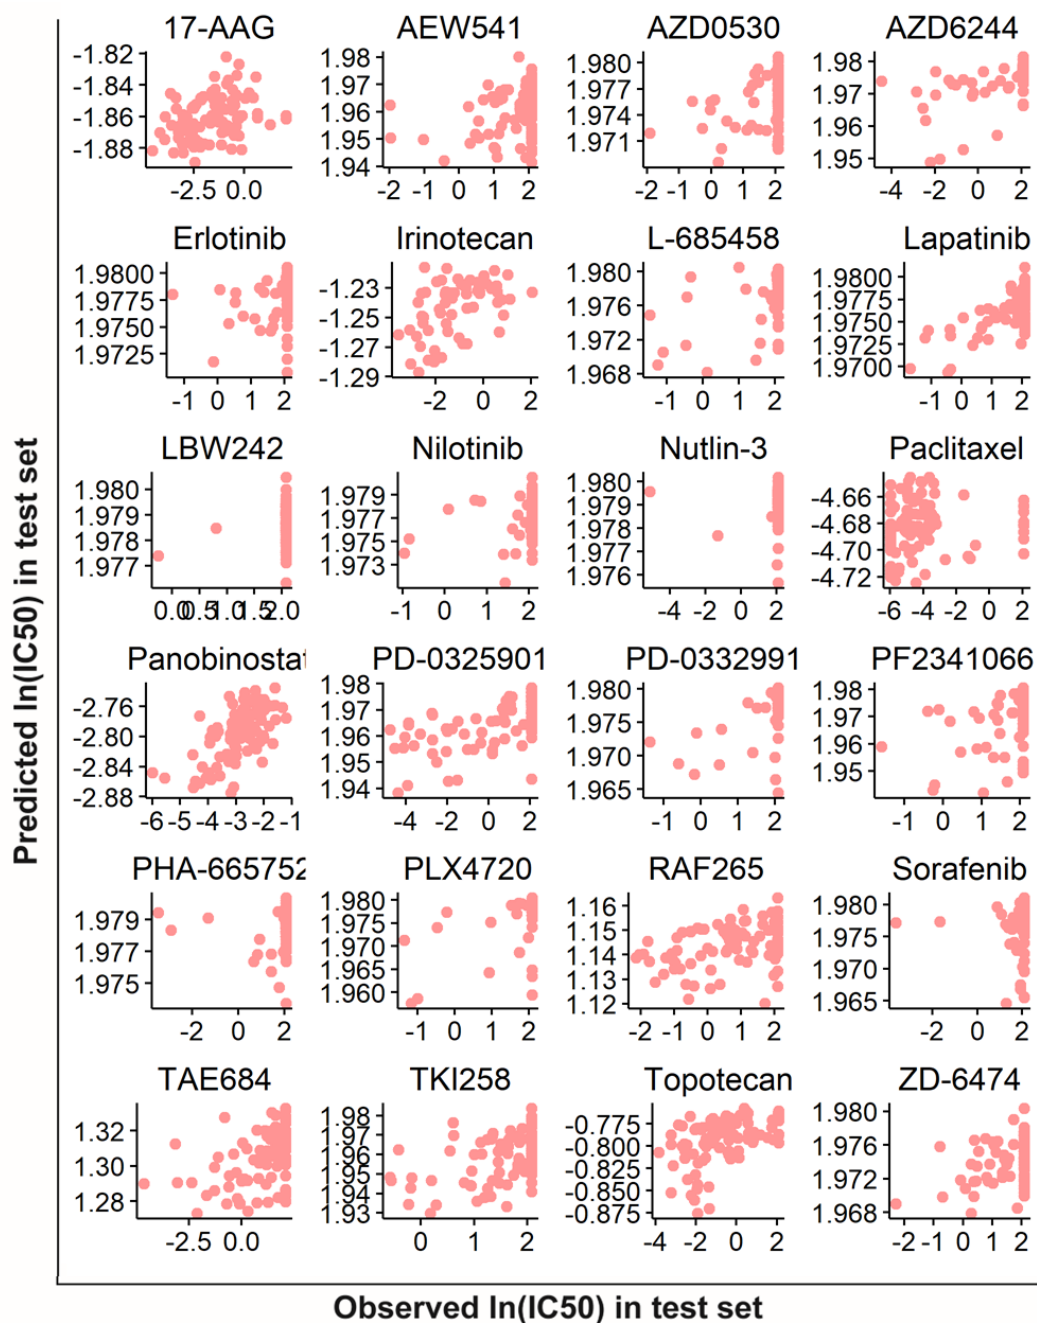 17-AAG AEW541 AZD0530 AZD6244
-1.82 -1.84 -1.86 -1.88
-2.5 0.0
1.98 1.97 1.96 1.95 1.94
-2 -1 0 1 2
1.980 1.977 1.974 1.971
-2 -1 0 1 2
1.98 1.97 1.96 1.95
-4 -2 0 2
Erlotinib Irinotecan L-685458 Lapatinib
1.9800 1.9775 1.9750 1.9725
-1 0 1 2
-1.23 -1.25 -1.27 -1.29
-2 0 2
1.980 1.976 1.972 1.968
-1 0 1 2
1.9800 1.9775 1.9750 1.9725 1.9700
-1 0 1 2
LBW242 Nilotinib Nutlin-3 Paclitaxel
1.980 1.979 1.978 1.977
0.0 0.5 1.0 1.5 2.0
1.979 1.977 1.975 1.973
-1 0 1 2
1.980 1.979 1.978 1.977 1.976
-4 -2 0 2
-4.66 -4.68 -4.70 -4.72
-6 -4 -2 0 2
Panobinostat PD-0325901 PD-0332991 PF2341066
-2.76 -2.80 -2.84 -2.88
-6 -5 -4 -3 -2 -1
1.98 1.97 1.96 1.95 1.94
-4 -2 0 2
1.980 1.975 1.970 1.965
-1 0 1 2
1.98 1.97 1.96 1.95
-1 0 1 2
PHA-665752 PLX4720 RAF265 Sorafenib
1.979 1.977 1.975
-2 0 2
1.980 1.975 1.970 1.965 1.960
-1 0 1 2
1.16 1.15 1.14 1.13 1.12
-2 -1 0 1 2
1.980 1.975 1.970 1.965
-2 0 2
TAE684 TKI258 Topotecan ZD-6474
1.32 1.30 1.28
-2.5 0.0
1.98 1.97 1.96 1.95 1.94 1.93
0 1 2
-0.775 -0.800 -0.825 -0.850 -0.875
-4 -2 0 2
1.980 1.976 1.972 1.968
-2 -1 0 1 2
Predicted ln(IC50) in test set
Observed ln(IC50) in test set